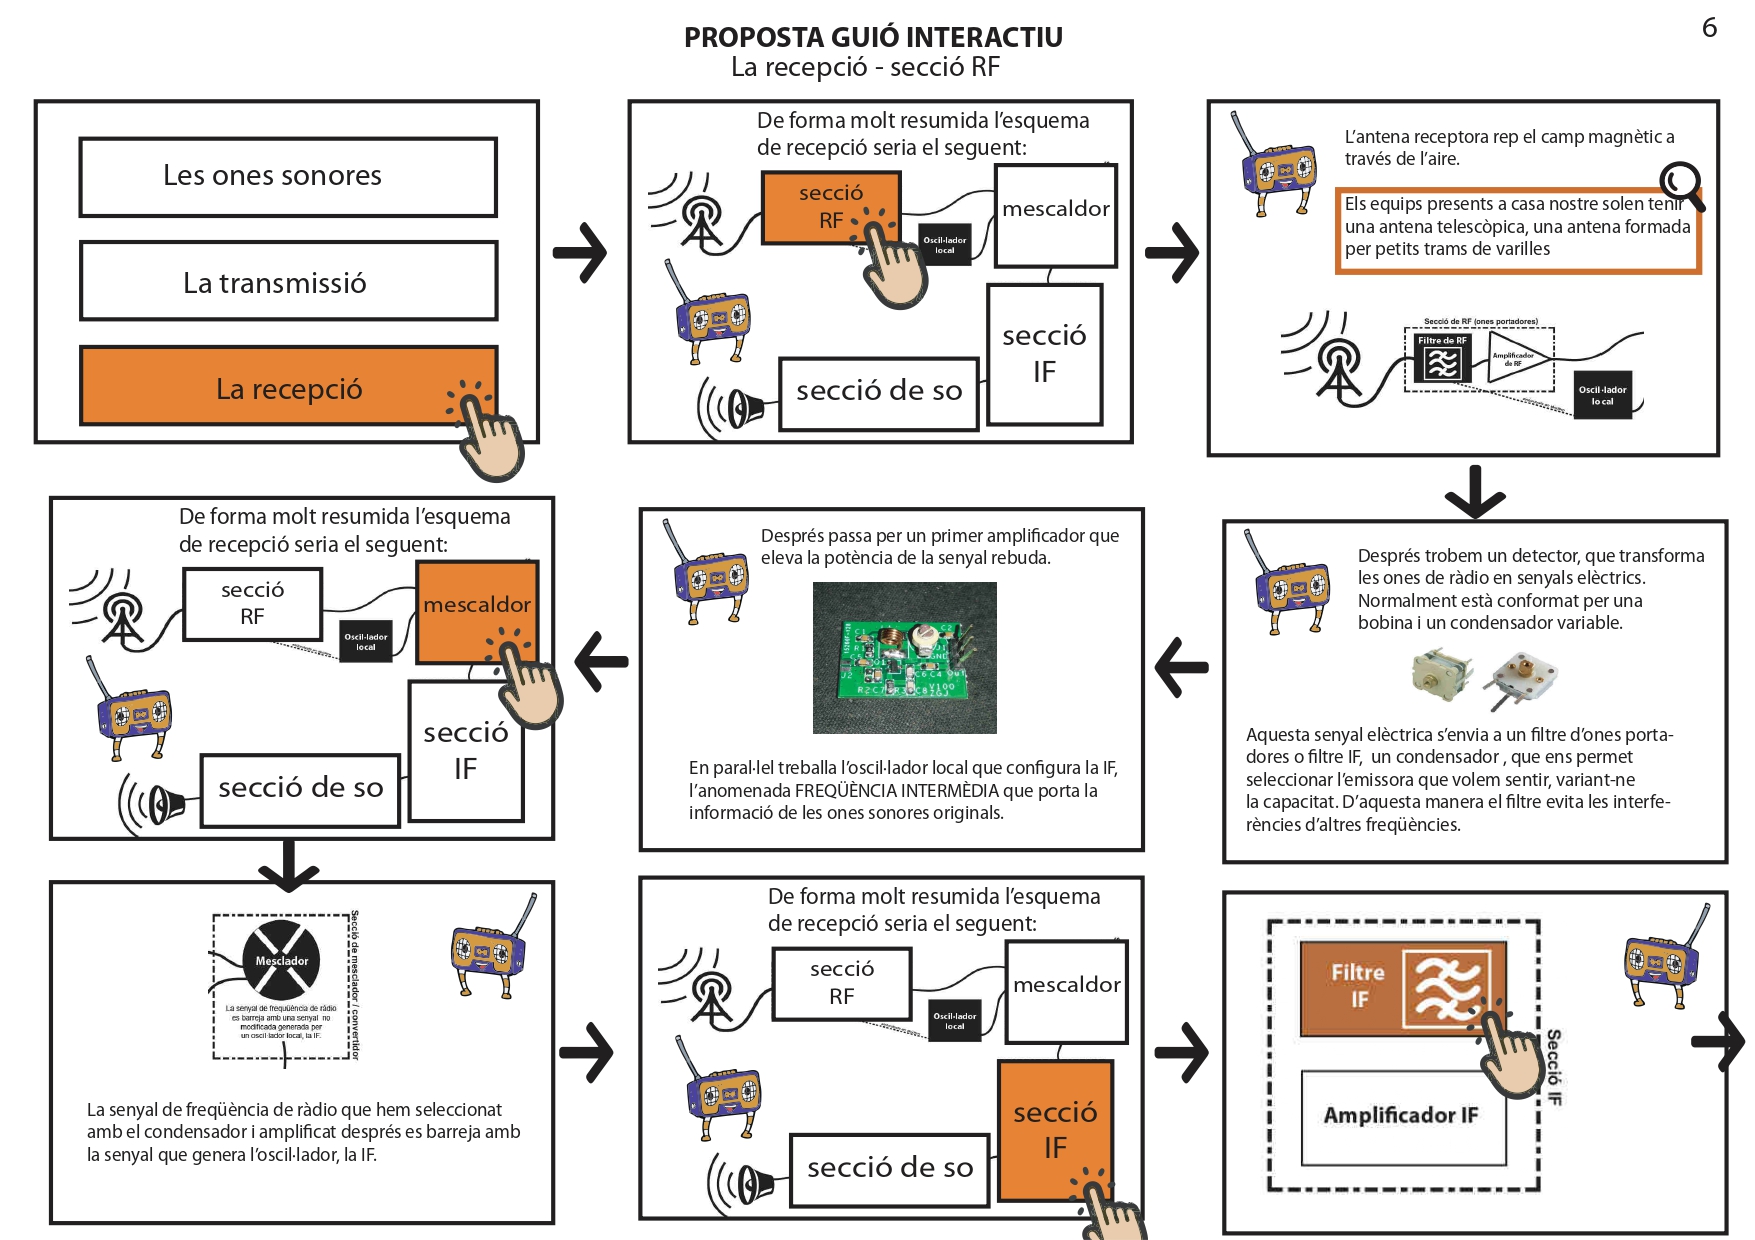 6
PROPOSTA GUIÓ INTERACTIU
La recepció - secció RF
Les ones sonores
La transmissió
La recepció
De forma molt resumida l'esquema
de recepció seria el seguent:
secció
RF
mescaldor
Oscil·lador
local
secció
IF
secció de so
L'antena receptora rep el camp magnètic a
través de l'aire.
Els equips presents a casa nostre solen tenir
una antena telescòpica, una antena formada
per petits trams de varilles
Secció de RF (ones portadores)
Filtre de RF
Amplificador
de RF
Oscil·lador
lo cal
Després trobem un detector, que transforma
les ones de ràdio en senyals elèctrics.
Normalment està conformat per una
bobina i un condensador variable.
Aquesta senyal elèctrica s'envia a un filtre d'ones porta-
dores o filtre IF,  un condensador , que ens permet
seleccionar l'emissora que volem sentir, variant-ne
la capacitat. D'aquesta manera el filtre evita les interfe-
rències d'altres freqüències.
Després passa per un primer amplificador que
eleva la potència de la senyal rebuda.
En paral·lel treballa l'oscil·lador local que configura la IF,
l'anomenada FREQÜÈNCIA INTERMÈDIA que porta la
informació de les ones sonores originals.
De forma molt resumida l'esquema
de recepció seria el seguent:
secció
RF
mescaldor
Oscil·lador
local
secció
IF
secció de so
Mesclador
La senyal de freqüència de ràdio
es barreja amb una senyal  no
modificada generada per
un oscil·lador local, la IF.
Secció de mesclador / convertidor
La senyal de freqüència de ràdio que hem seleccionat
amb el condensador i amplificat després es barreja amb
la senyal que genera l'oscil·lador, la IF.
De forma molt resumida l'esquema
de recepció seria el seguent:
secció
RF
mescaldor
Oscil·lador
local
secció
IF
secció de so
Filtre
IF
Amplificador IF
Secció IF